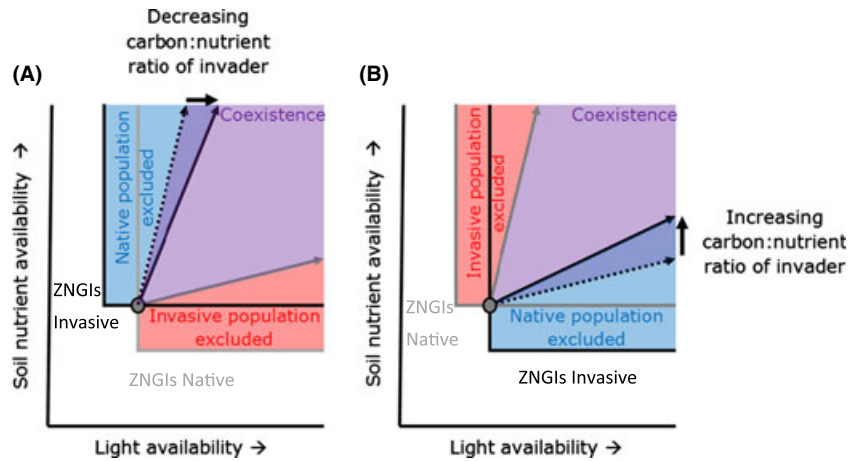 Decreasing
carbon:nutrient
ratio of invader
(A)
Coexistence
Native population
excluded
Soil nutrient availability →
ZNGIs
Invasive
Invasive population
excluded
ZNGIs Native
Light availability →
(B)
Coexistence
Invasive population
excluded
Soil nutrient availability →
Increasing
carbon:nutrient
ratio of invader
ZNGIs
Native
Native population
excluded
ZNGIs Invasive
Light availability →